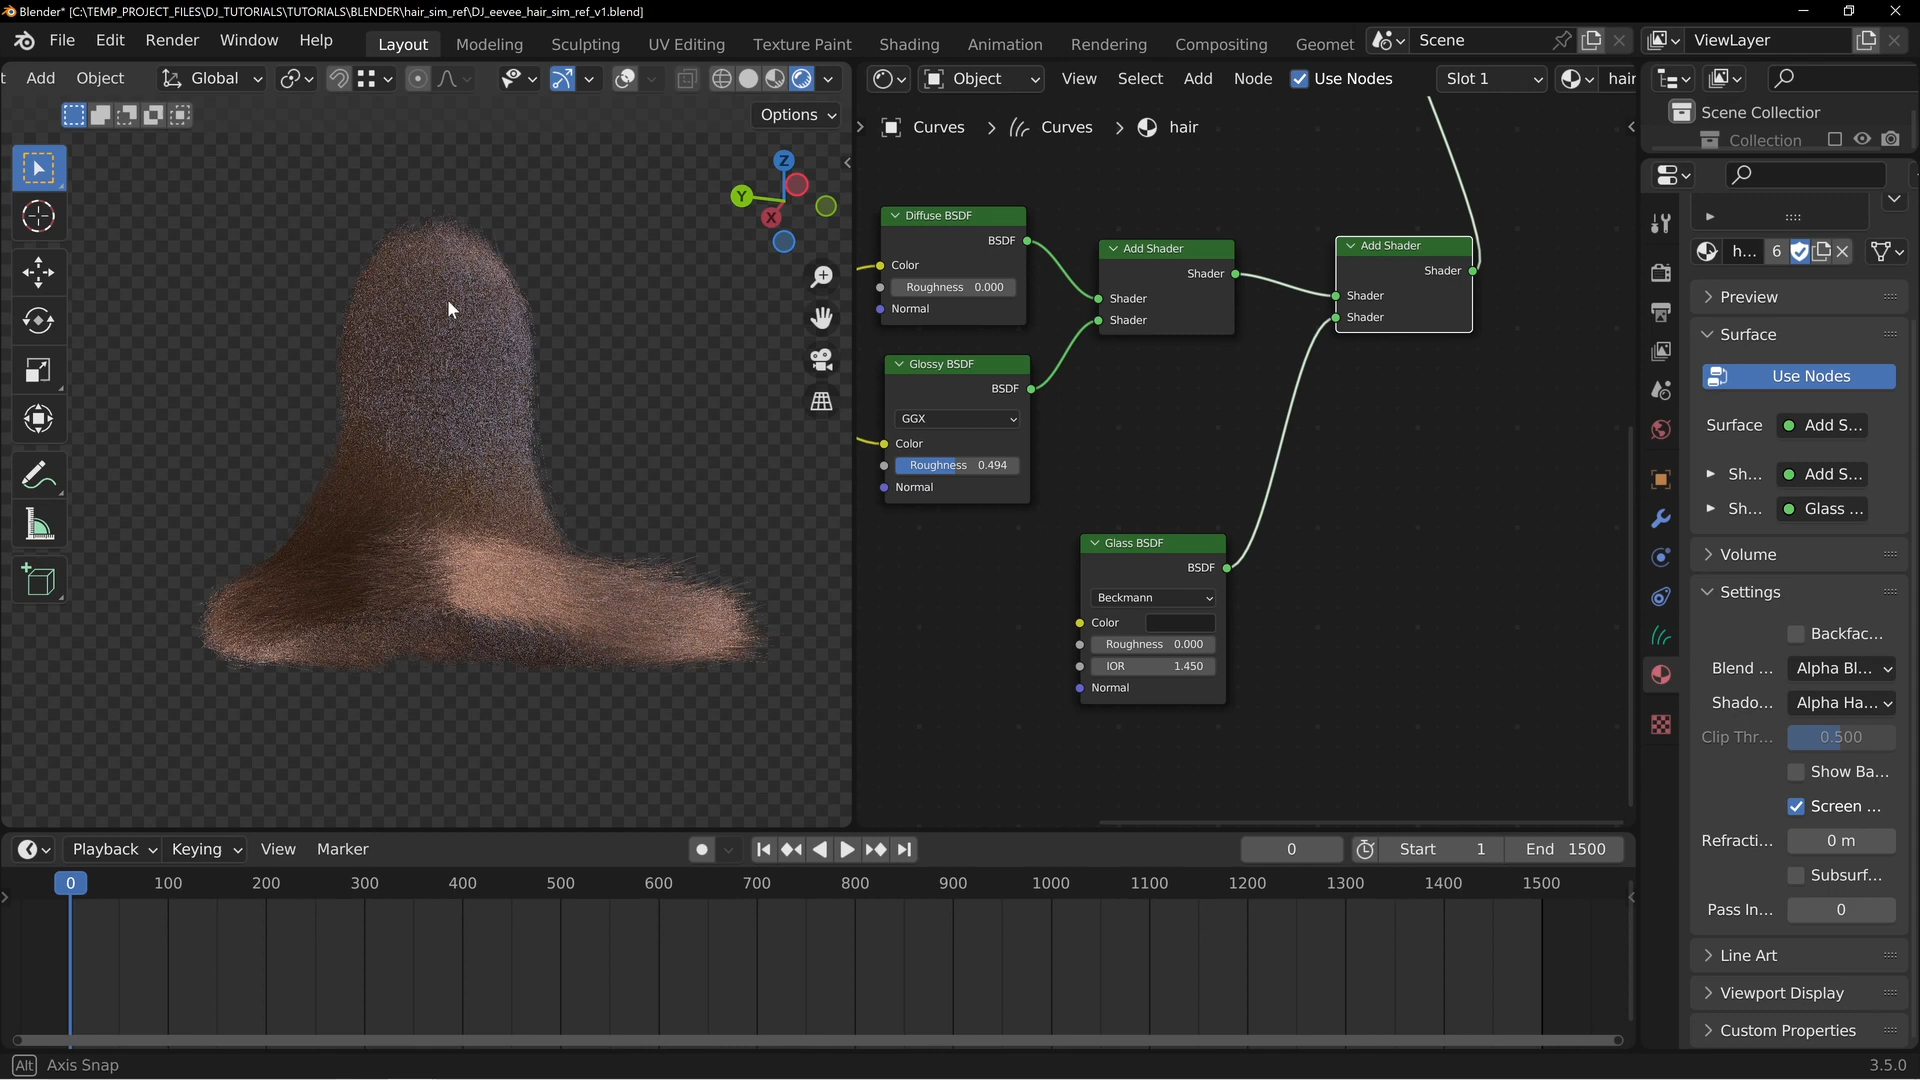 Blender* [C:\TEMP_PROJECT_FILES\DJ_TUTORIALS\TUTORIALS\BLENDER\hair_sim_ref\DJ_eevee_hair_sim_ref_v1.blend]
File Edit Render Window Help Layout Modeling Sculpting UV Editing Texture Paint Shading Animation Rendering Compositing Geomet Scene ViewLayer
t Add Object Global Object View Select Add Node Use Nodes Slot 1 hair
Options
Scene Collection
Collection
Curves Curves hair
Z
Y
X
Diffuse BSDF
BSDF
Color
Roughness 0.000
Normal
Glossy BSDF
BSDF
GGX
Color
Roughness 0.494
Normal
Add Shader
Shader
Shader
Shader
Add Shader
Shader
Shader
Shader
Glass BSDF
BSDF
Beckmann
Color
Roughness 0.000
IOR 1.450
Normal
h... 6
Preview
Surface
Use Nodes
Surface Add S...
Sh... Add S...
Sh... Glass ...
Volume
Settings
Backfac...
Blend ... Alpha Bl...
Shado... Alpha Ha...
Clip Thr... 0.500
Show Ba...
Screen ...
Refracti... 0 m
Subsurf...
Pass In... 0
Line Art
Viewport Display
Custom Properties
Playback Keying View Marker 0 Start 1 End 1500
0 100 200 300 400 500 600 700 800 900 1000 1100 1200 1300 1400 1500
Alt Axis Snap 3.5.0